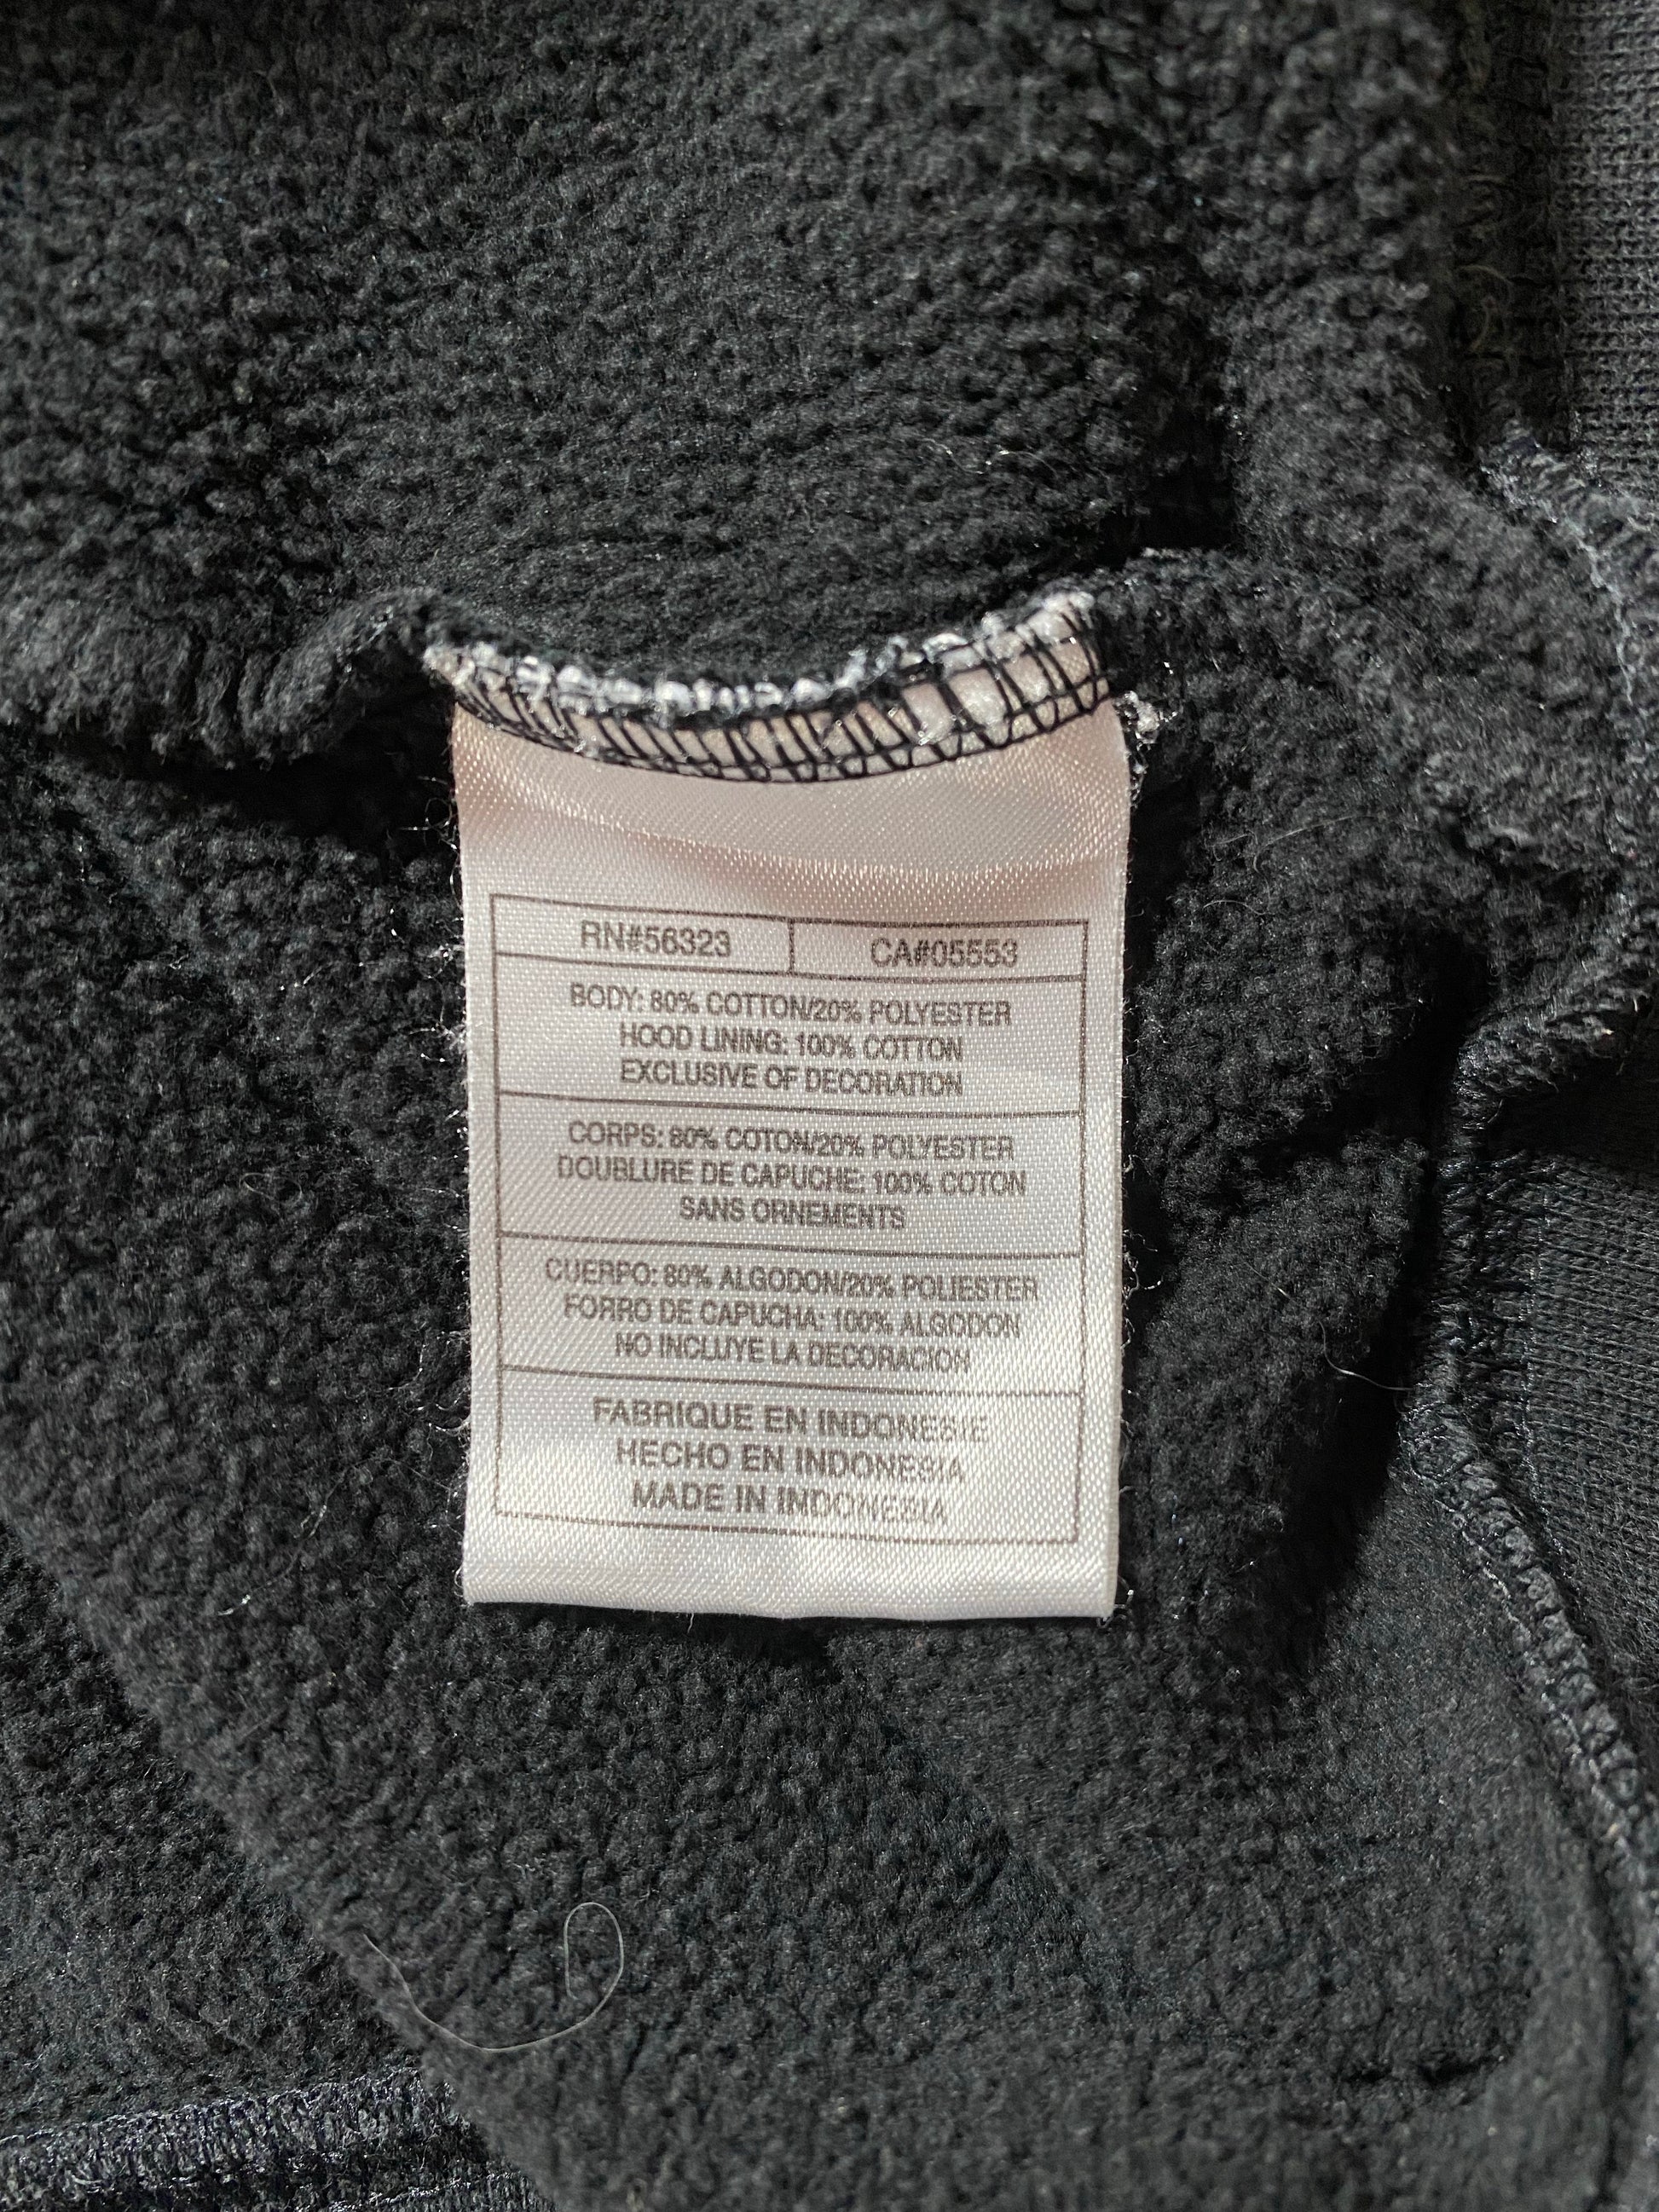 RN#56323 CA#05553
BODY: 80% COTTON/20% POLYESTER
HOOD LINING: 100% COTTON
EXCLUSIVE OF DECORATION
CORPS: 80% COTON/20% POLYESTER
DOUBLURE DE CAPUCHE: 100% COTON
SANS ORNEMENTS
CUERPO: 80% ALGODON/20% POLIESTER
FORRO DE CAPUCHA: 100% ALGODON
NO INCLUYE LA DECORACION
FABRIQUE EN INDONESIE
HECHO EN INDONESIA
MADE IN INDONESIA